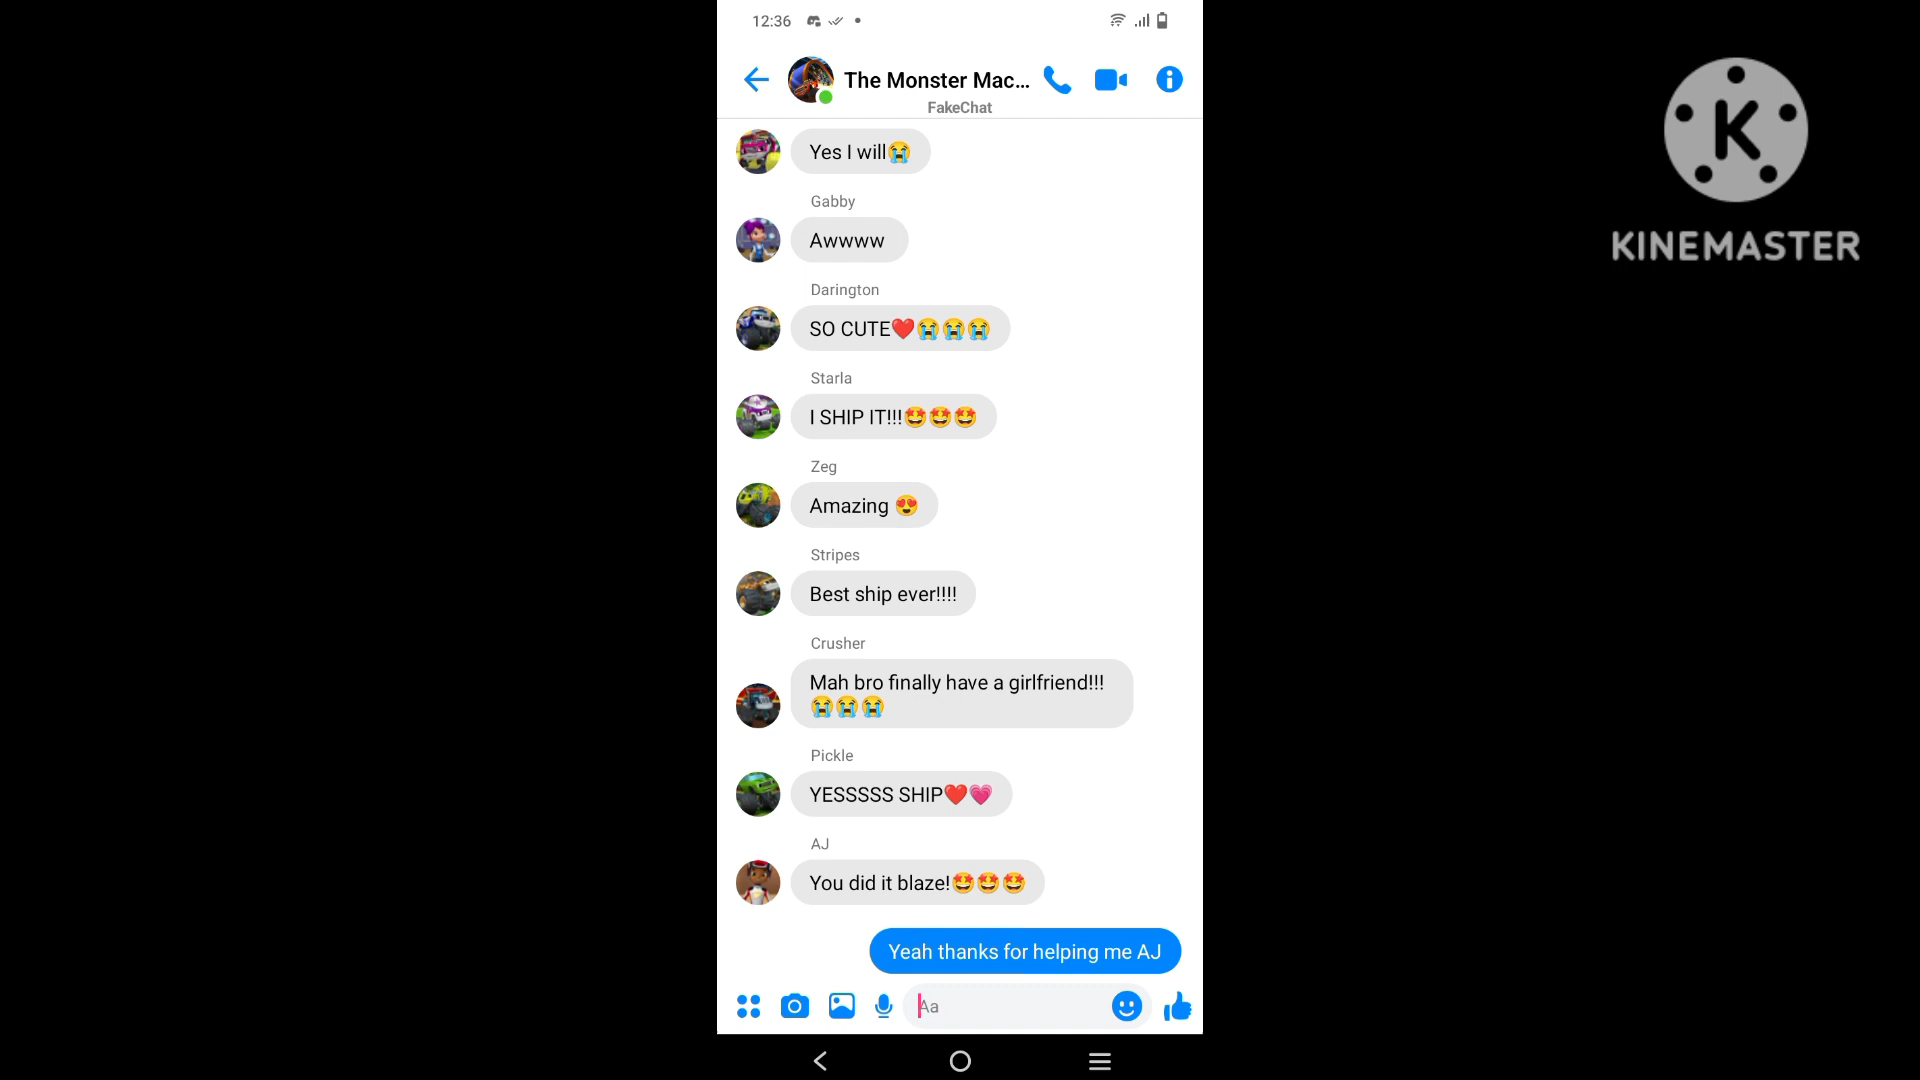 12:36
The Monster Mac...
FakeChat
Yes I will😭
Gabby
Awwww
Darington
SO CUTE❤️😭😭😭
Starla
I SHIP IT!!!🤩🤩🤩
Zeg
Amazing 😍
Stripes
Best ship ever!!!!
Crusher
Mah bro finally have a girlfriend!!!
😭😭😭
Pickle
YESSSSS SHIP❤️💗
AJ
You did it blaze!🤩🤩🤩
Yeah thanks for helping me AJ
Aa
K
KINEMASTER